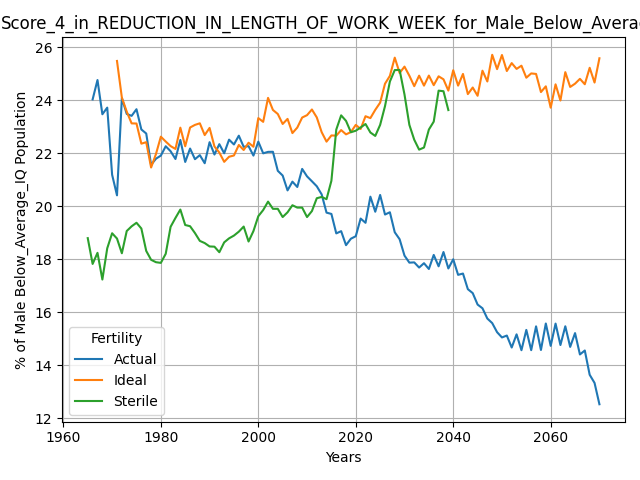 Score_4_in_REDUCTION_IN_LENGTH_OF_WORK_WEEK_for_Male_Below_Avera
% of Male Below_Average_IQ Population
26
24
22
20
18
16
14
12
Fertility
Actual
Ideal
Sterile
1960 1980 2000 2020 2040 2060
Years